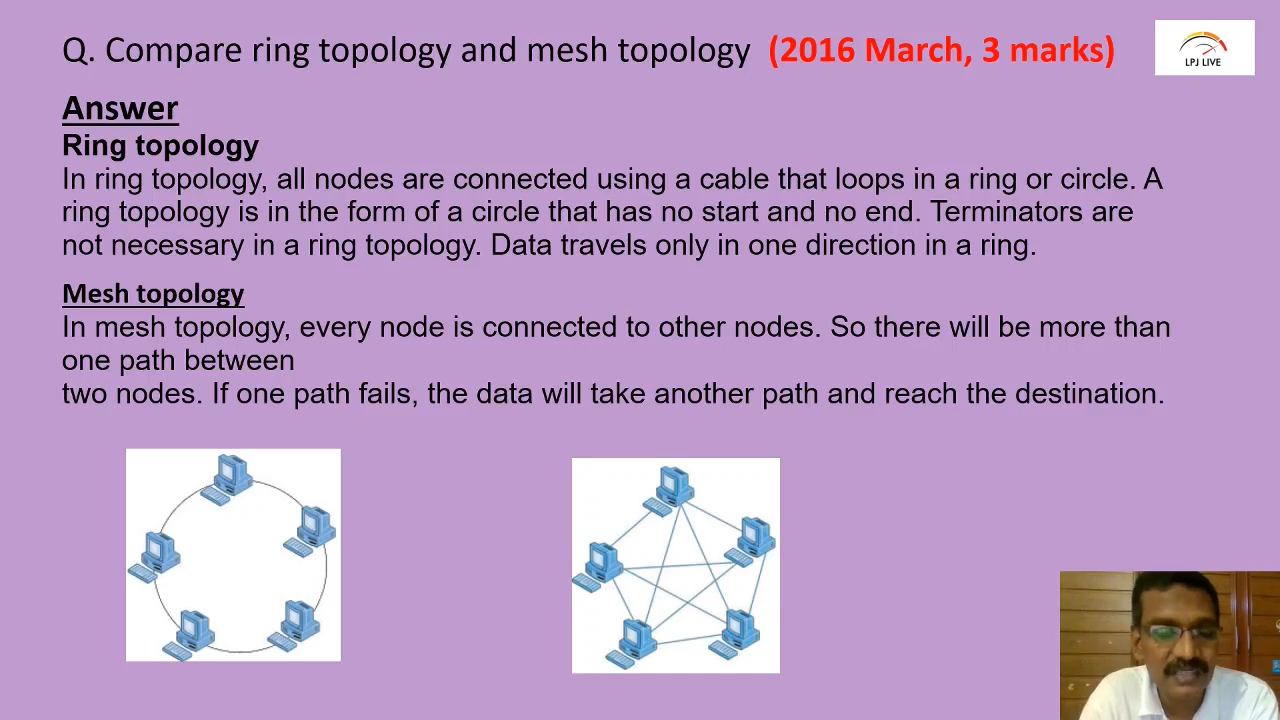 Q. Compare ring topology and mesh topology (2016 March, 3 marks)
LPJ LIVE
Answer
Ring topology
In ring topology, all nodes are connected using a cable that loops in a ring or circle. A
ring topology is in the form of a circle that has no start and no end. Terminators are
not necessary in a ring topology. Data travels only in one direction in a ring.
Mesh topology
In mesh topology, every node is connected to other nodes. So there will be more than
one path between
two nodes. If one path fails, the data will take another path and reach the destination.